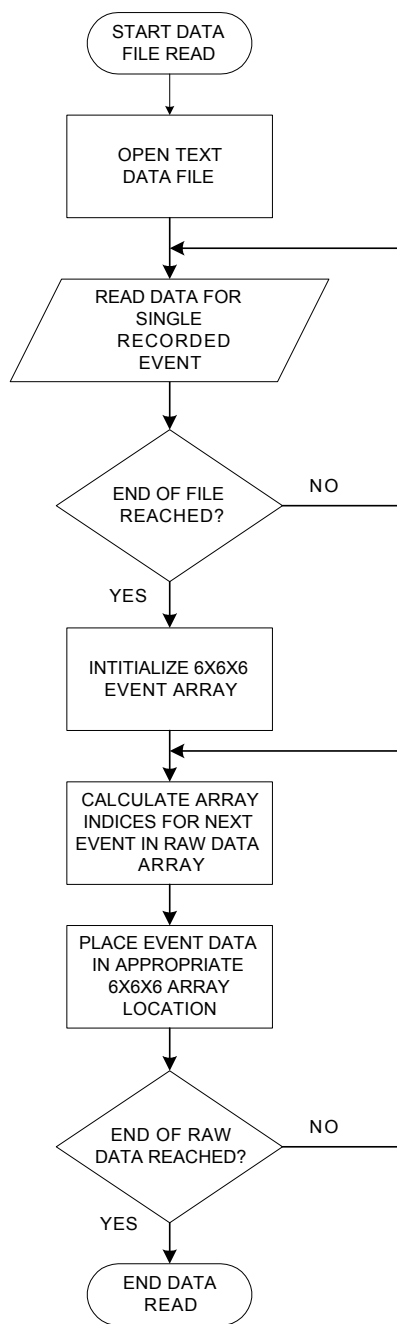 START DATA
FILE READ
OPEN TEXT
DATA FILE
READ DATA FOR
SINGLE
RECORDED
EVENT
END OF FILE
REACHED?
NO
YES
INTITIALIZE 6X6X6
EVENT ARRAY
CALCULATE ARRAY
INDICES FOR NEXT
EVENT IN RAW DATA
ARRAY
PLACE EVENT DATA
IN APPROPRIATE
6X6X6 ARRAY
LOCATION
END OF RAW
DATA REACHED?
NO
YES
END DATA
READ